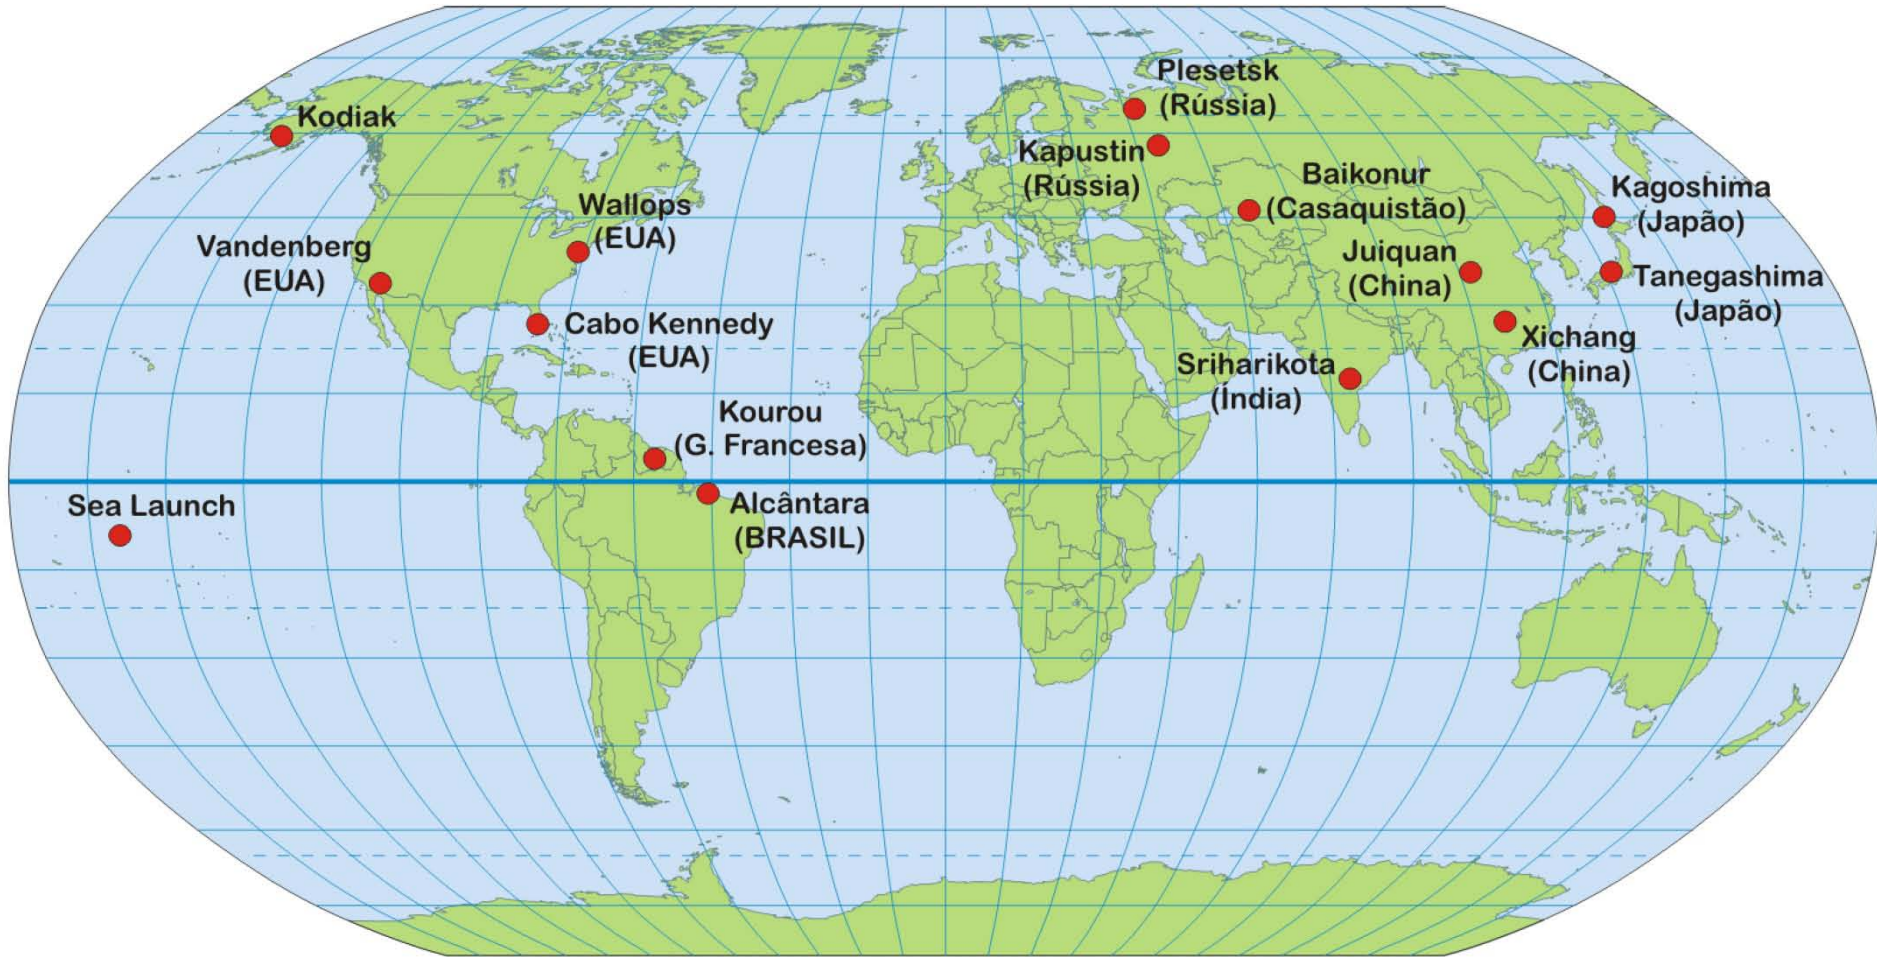 Plesetsk
(Rússia)
Kodiak
Kapustin
(Rússia)
Baikonur
(Casaquistão)
Kagoshima
(Japão)
Wallops
(EUA)
Vandenberg
(EUA)
Juiquan
(China)
Tanegashima
(Japão)
Cabo Kennedy
(EUA)
Xichang
(China)
Sriharikota
(Índia)
Kourou
(G. Francesa)
Sea Launch
Alcântara
(BRASIL)